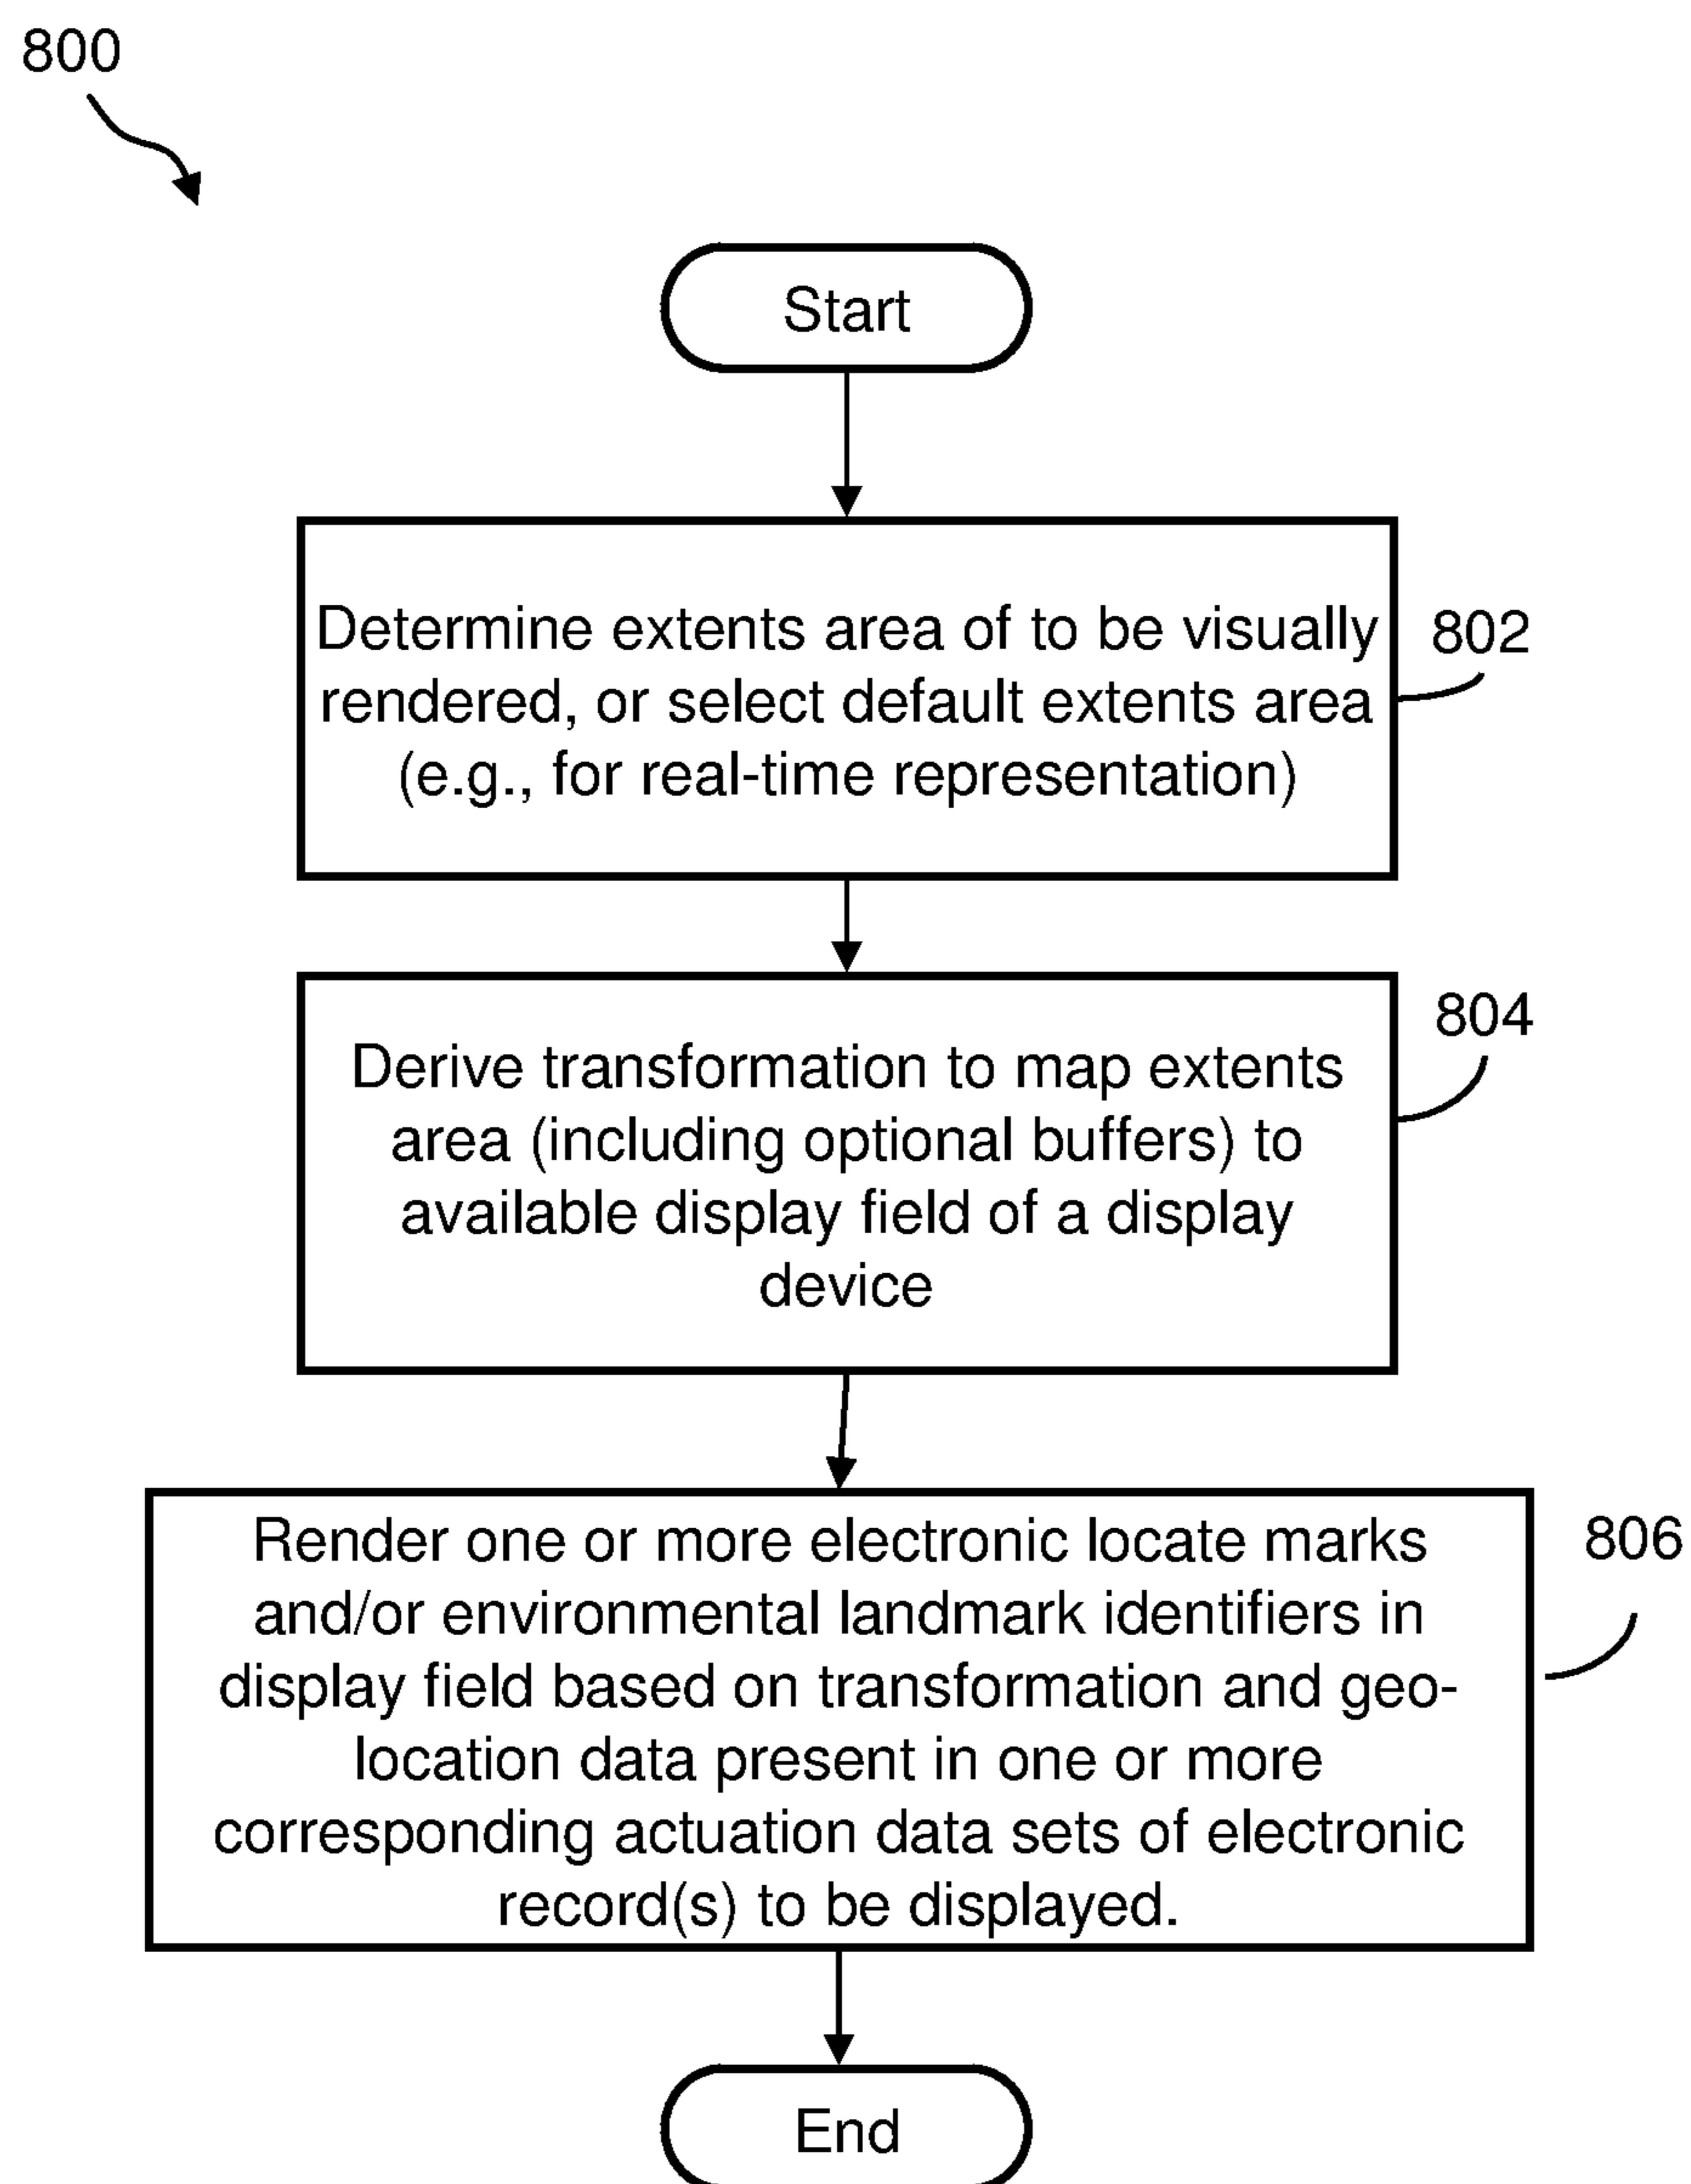 800
Start
Determine extents area of to be visually
rendered, or select default extents area
(e.g., for real-time representation)
802
Derive transformation to map extents
area (including optional buffers) to
available display field of a display
device
804
Render one or more electronic locate marks
and/or environmental landmark identifiers in
display field based on transformation and geo-
location data present in one or more
corresponding actuation data sets of electronic
record(s) to be displayed.
806
End